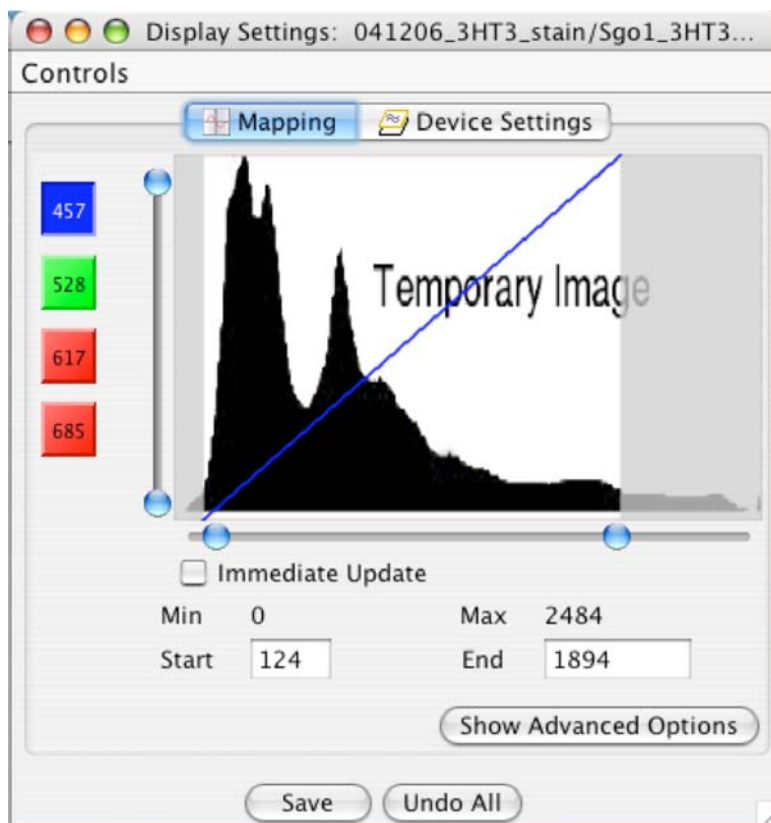 Display Settings: 041206_3HT3_stain/Sgo1_3HT3...
Controls
Mapping Device Settings
457
528
617
685
Temporary Image
Immediate Update
Min 0 Max 2484
Start 124 End 1894
Show Advanced Options
Save Undo All